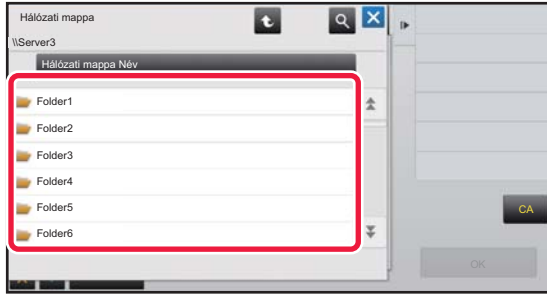 Hálózati mappa
\\Server3
Hálózati mappa Név
Folder1
Folder2
Folder3
Folder4
Folder5
Folder6
CA
OK